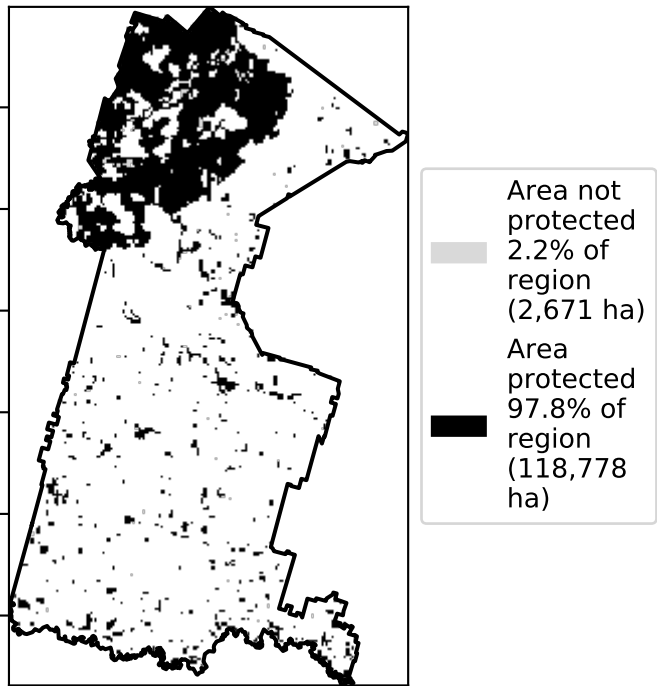 Area not
protected
2.2% of
region
(2,671 ha)
Area
protected
97.8% of
region
(118,778
ha)